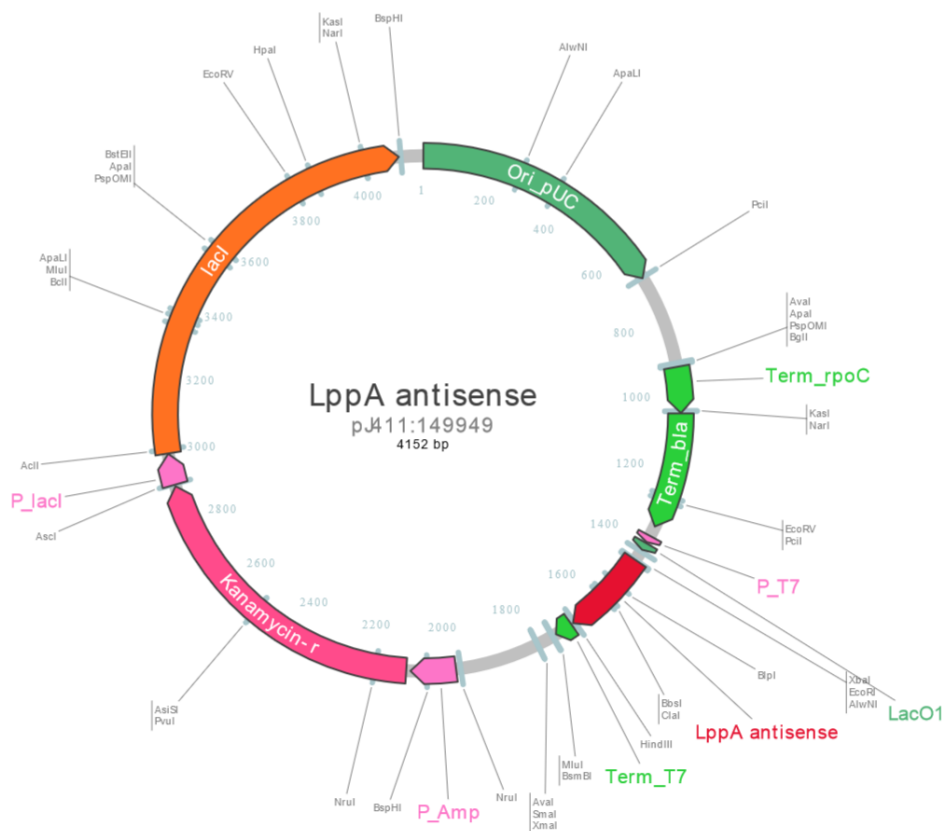 BspHI
KasI
NarI
HpaI
EcoRV
AlwNI
ApaLI
BstEII
ApaI
PspOMI
PciI
ApaLI
MluI
BclI
AvaI
ApaI
PspOMI
BglI
Ori_pUC
lacI
1
200
400
600
800
1000
1200
1400
1600
1800
2000
2200
2400
2600
2800
3000
3200
3400
3600
3800
4000
LppA antisense
pJ411:149949
4152 bp
Term_rpoC
KasI
NarI
Term_bla
EcoRV
PciI
P_T7
AclI
P_lacI
AscI
Kanamycin-r
BlpI
XbaI
EcoRI
AlwNI
LacO1
BbsI
ClaI
LppA antisense
HindIII
Term_T7
MluI
BsmBI
AsiSI
PvuI
NruI
BspHI
P_Amp
NruI
AvaI
SmaI
XmaI